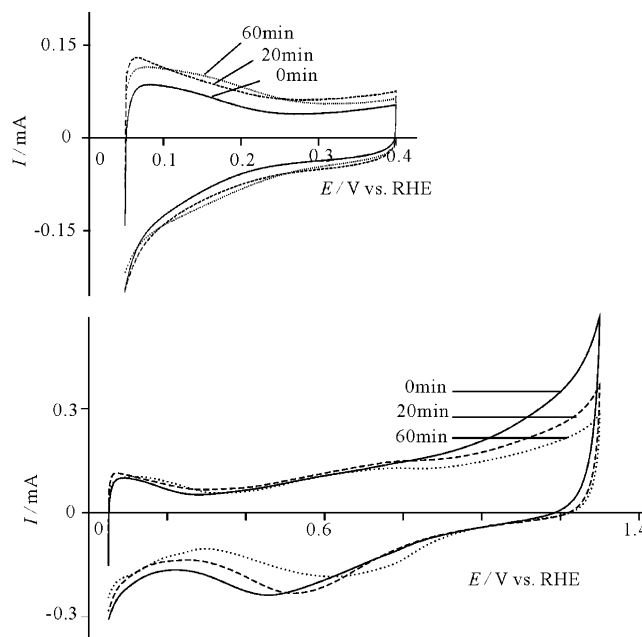 0.15
60min
20min
0min
I / mA
0
0 0.1 0.2 0.3 0.4
E / V vs. RHE
-0.15
0min
20min
60min
0.3
I / mA
0
0 0.6 1.4
E / V vs. RHE
-0.3